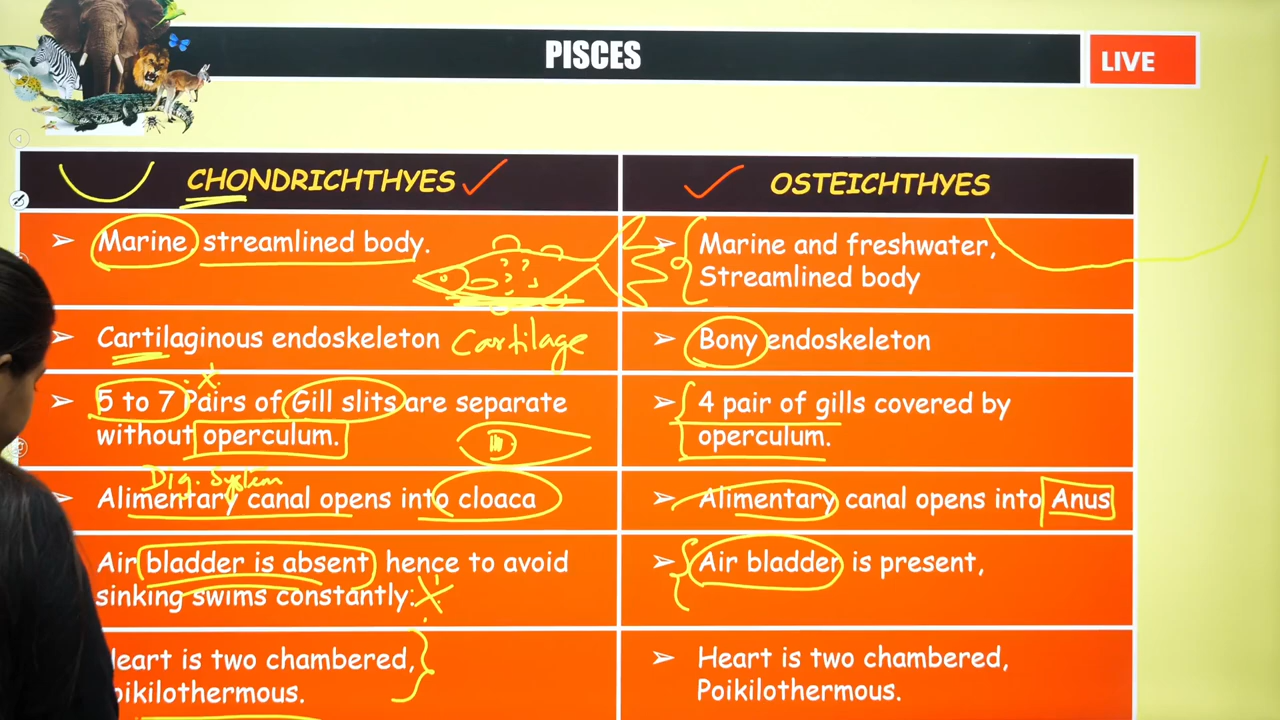 PISCES
LIVE
CHONDRICHTHYES
OSTEICHTHYES
Marine streamlined body.
Marine and freshwater,
Streamlined body
Cartilaginous endoskeleton
Cartilage
Bony endoskeleton
5 to 7 Pairs of Gill slits are separate
without operculum.
4 pair of gills covered by
operculum.
Dig. System
Alimentary canal opens into cloaca
Alimentary canal opens into Anus
Air bladder is absent hence to avoid
sinking swims constantly.
Air bladder is present,
Heart is two chambered,
Poikilothermous.
Heart is two chambered,
Poikilothermous.